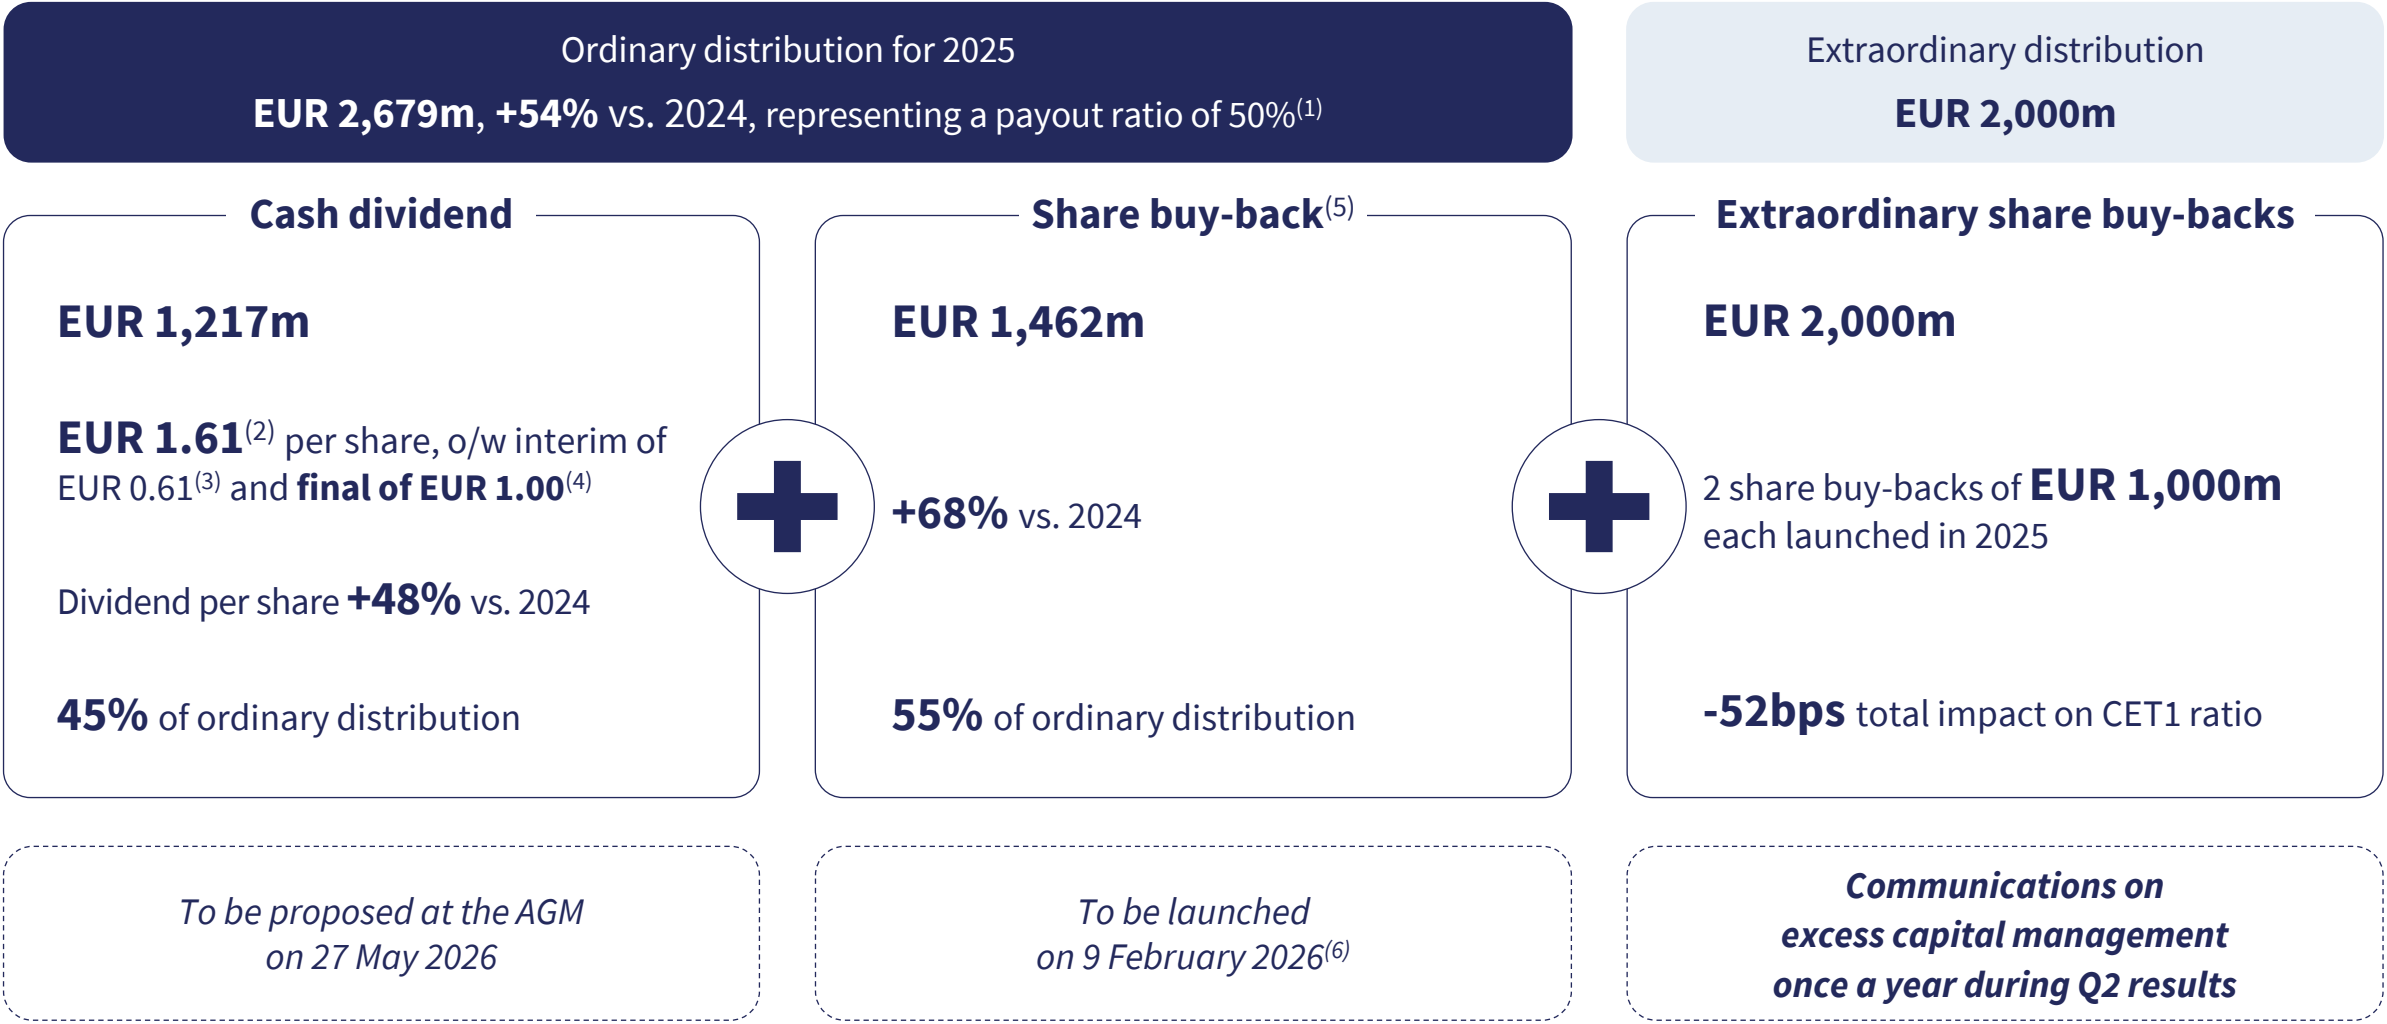 Ordinary distribution for 2025
EUR 2,679m, +54% vs. 2024, representing a payout ratio of 50%(1)
Extraordinary distribution
EUR 2,000m
Cash dividend
EUR 1,217m
EUR 1.61(2) per share, o/w interim of
EUR 0.61(3) and final of EUR 1.00(4)
Dividend per share +48% vs. 2024
45% of ordinary distribution
To be proposed at the AGM
on 27 May 2026
Share buy-back(5)
EUR 1,462m
+68% vs. 2024
55% of ordinary distribution
To be launched
on 9 February 2026(6)
Extraordinary share buy-backs
EUR 2,000m
2 share buy-backs of EUR 1,000m
each launched in 2025
-52bps total impact on CET1 ratio
Communications on
excess capital management
once a year during Q2 results